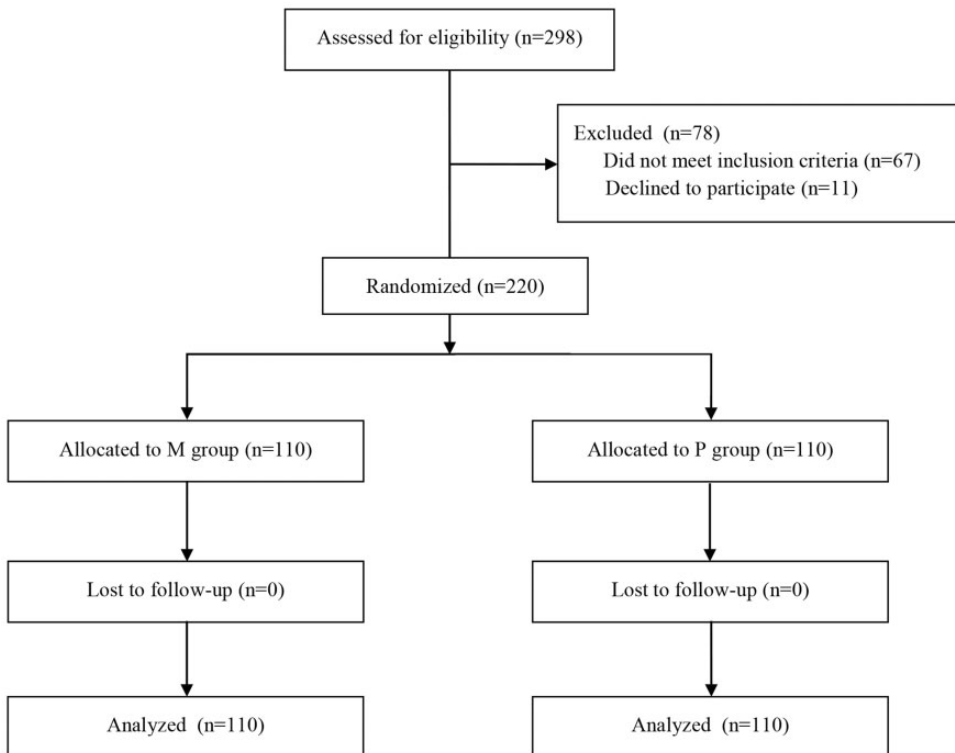 Assessed for eligibility (n=298)
Excluded (n=78)
Did not meet inclusion criteria (n=67)
Declined to participate (n=11)
Randomized (n=220)
Allocated to M group (n=110)
Allocated to P group (n=110)
Lost to follow-up (n=0)
Lost to follow-up (n=0)
Analyzed (n=110)
Analyzed (n=110)